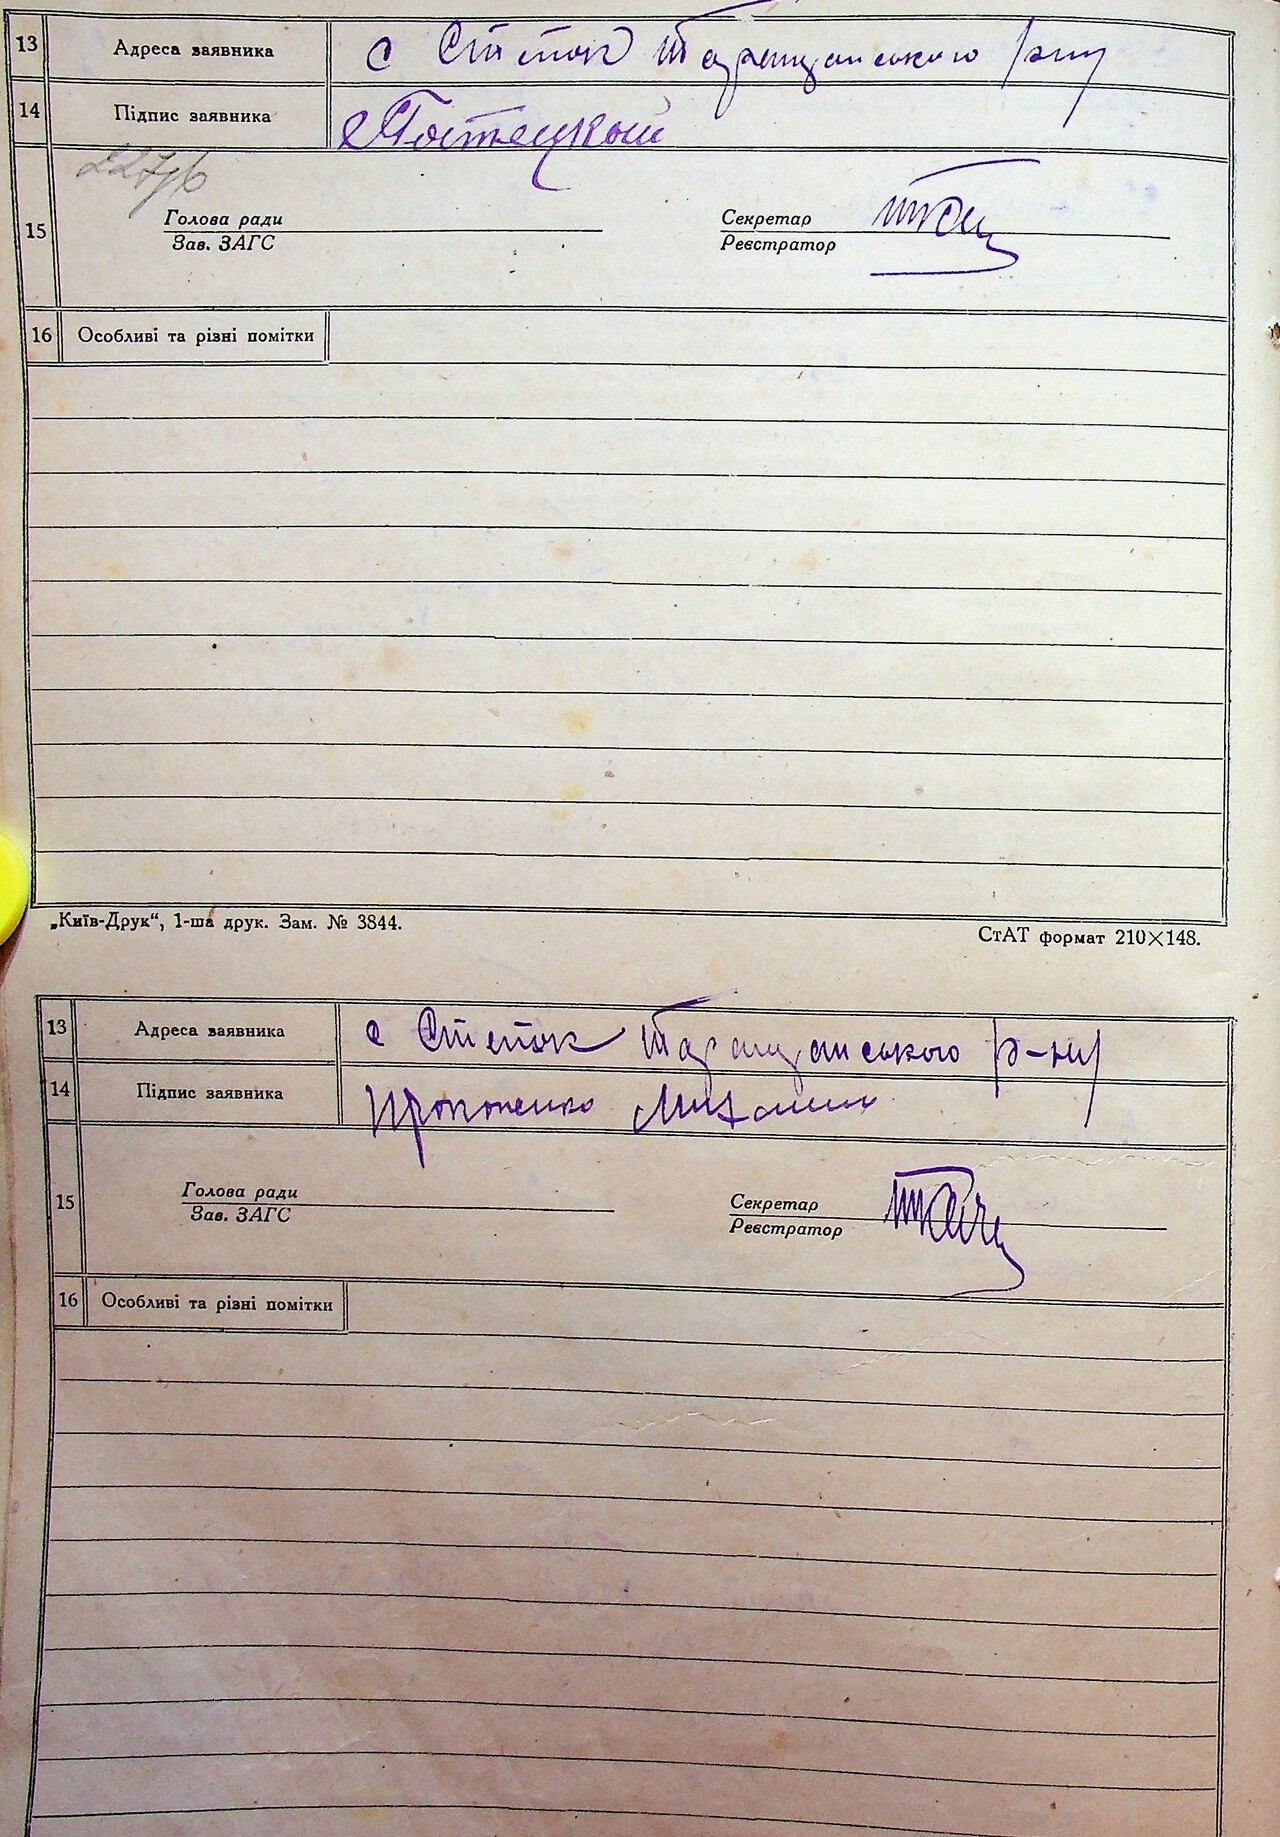 13 Адреса заявника с Степок Таращанського р-ну
14 Підпис заявника
15 Голова ради Секретар
Зав. ЗАГС Реєстратор
16 Особливі та різні помітки
„Київ-Друк“, 1-ша друк. Зам. № 3844.
СтАТ формат 210×148.
13 Адреса заявника с Степок Таращанського р-ну
14 Підпис заявника
15 Голова ради Секретар
Зав. ЗАГС Реєстратор
16 Особливі та різні помітки